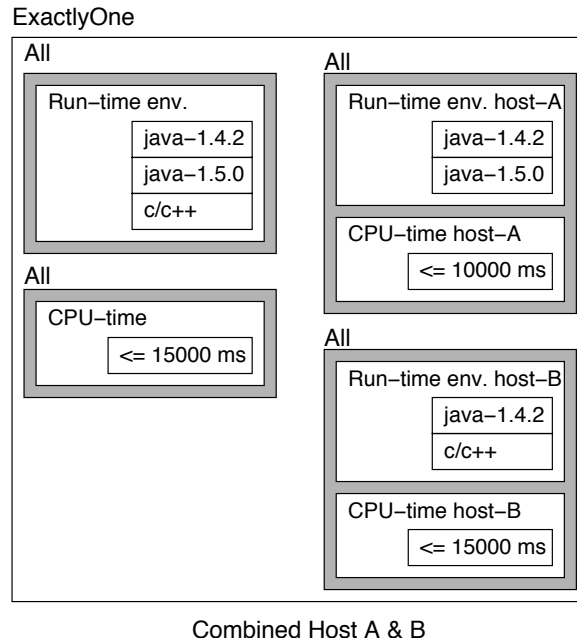 ExactlyOne
All
Run−time env.
java−1.4.2
java−1.5.0
c/c++
All
CPU−time
<= 15000 ms
All
Run−time env. host−A
java−1.4.2
java−1.5.0
CPU−time host−A
<= 10000 ms
All
Run−time env. host−B
java−1.4.2
c/c++
CPU−time host−B
<= 15000 ms
Combined Host A & B